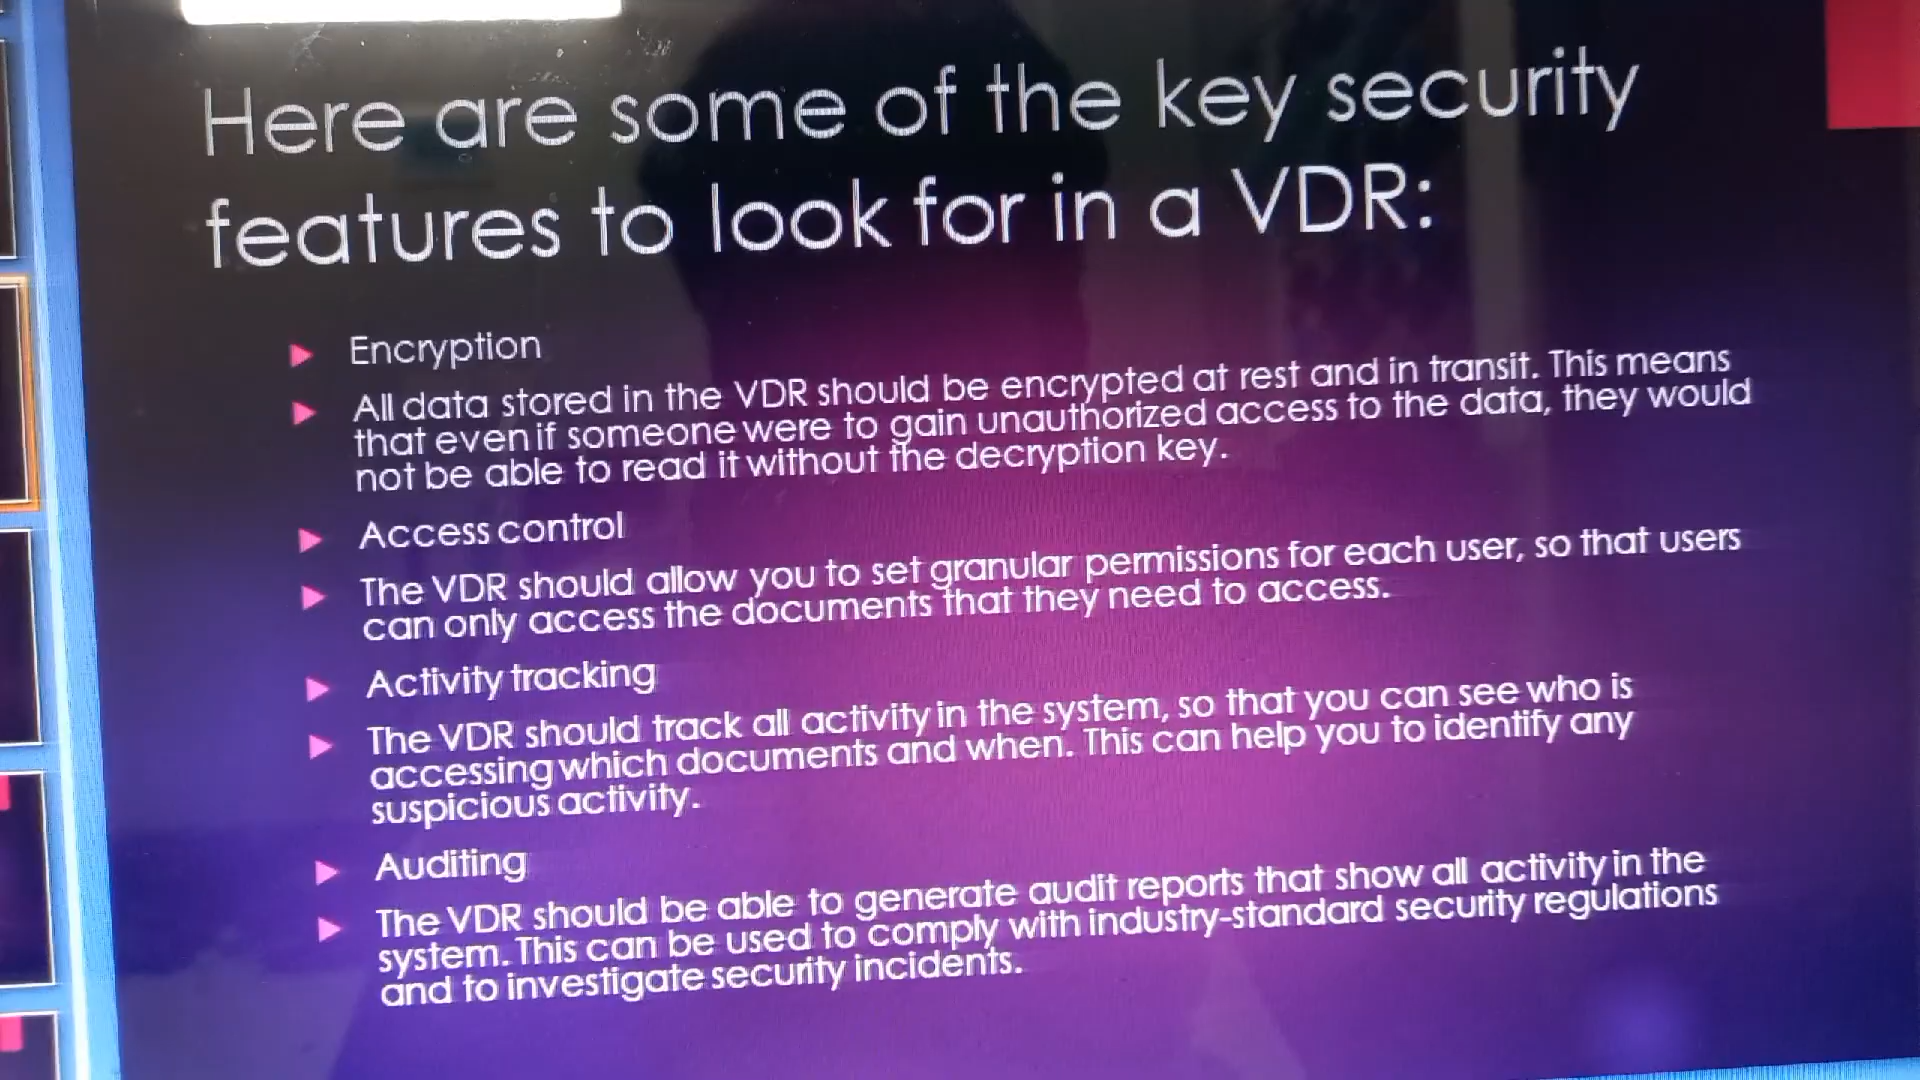 Here are some of the key security
features to look for in a VDR:
Encryption
All data stored in the VDR should be encrypted at rest and in transit. This means
that even if someone were to gain unauthorized access to the data, they would
not be able to read it without the decryption key.
Access control
The VDR should allow you to set granular permissions for each user, so that users
can only access the documents that they need to access.
Activity tracking
The VDR should track all activity in the system, so that you can see who is
accessing which documents and when. This can help you to identify any
suspicious activity.
Auditing
The VDR should be able to generate audit reports that show all activity in the
system. This can be used to comply with industry-standard security regulations
and to investigate security incidents.